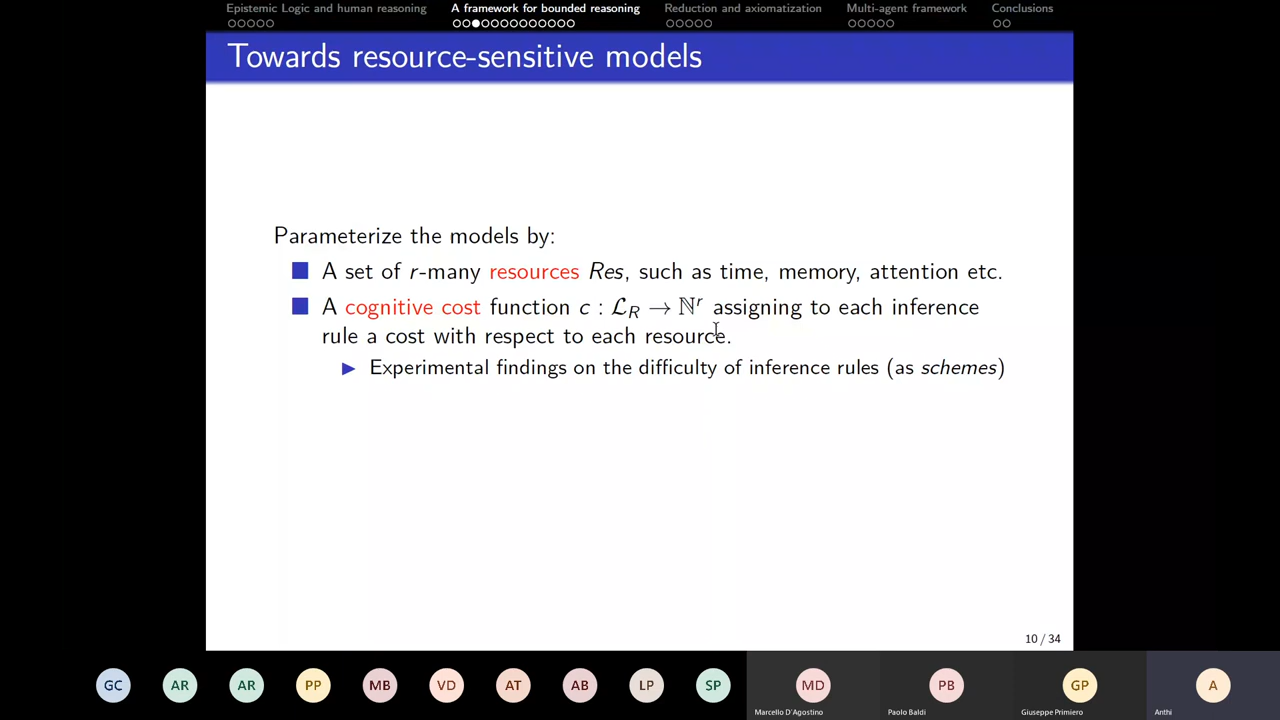 Epistemic Logic and human reasoning A framework for bounded reasoning Reduction and axiomatization Multi-agent framework Conclusions
Towards resource-sensitive models
Parameterize the models by:
A set of r-many resources Res, such as time, memory, attention etc.
A cognitive cost function c : ℒ_R → ℕ^r assigning to each inference
rule a cost with respect to each resource.
Experimental findings on the difficulty of inference rules (as schemes)
10 / 34
GC AR AR PP MB VD AT AB LP SP MD PB GP A
Marcello D'Agostino Paolo Baldi Giuseppe Primiero Anthi